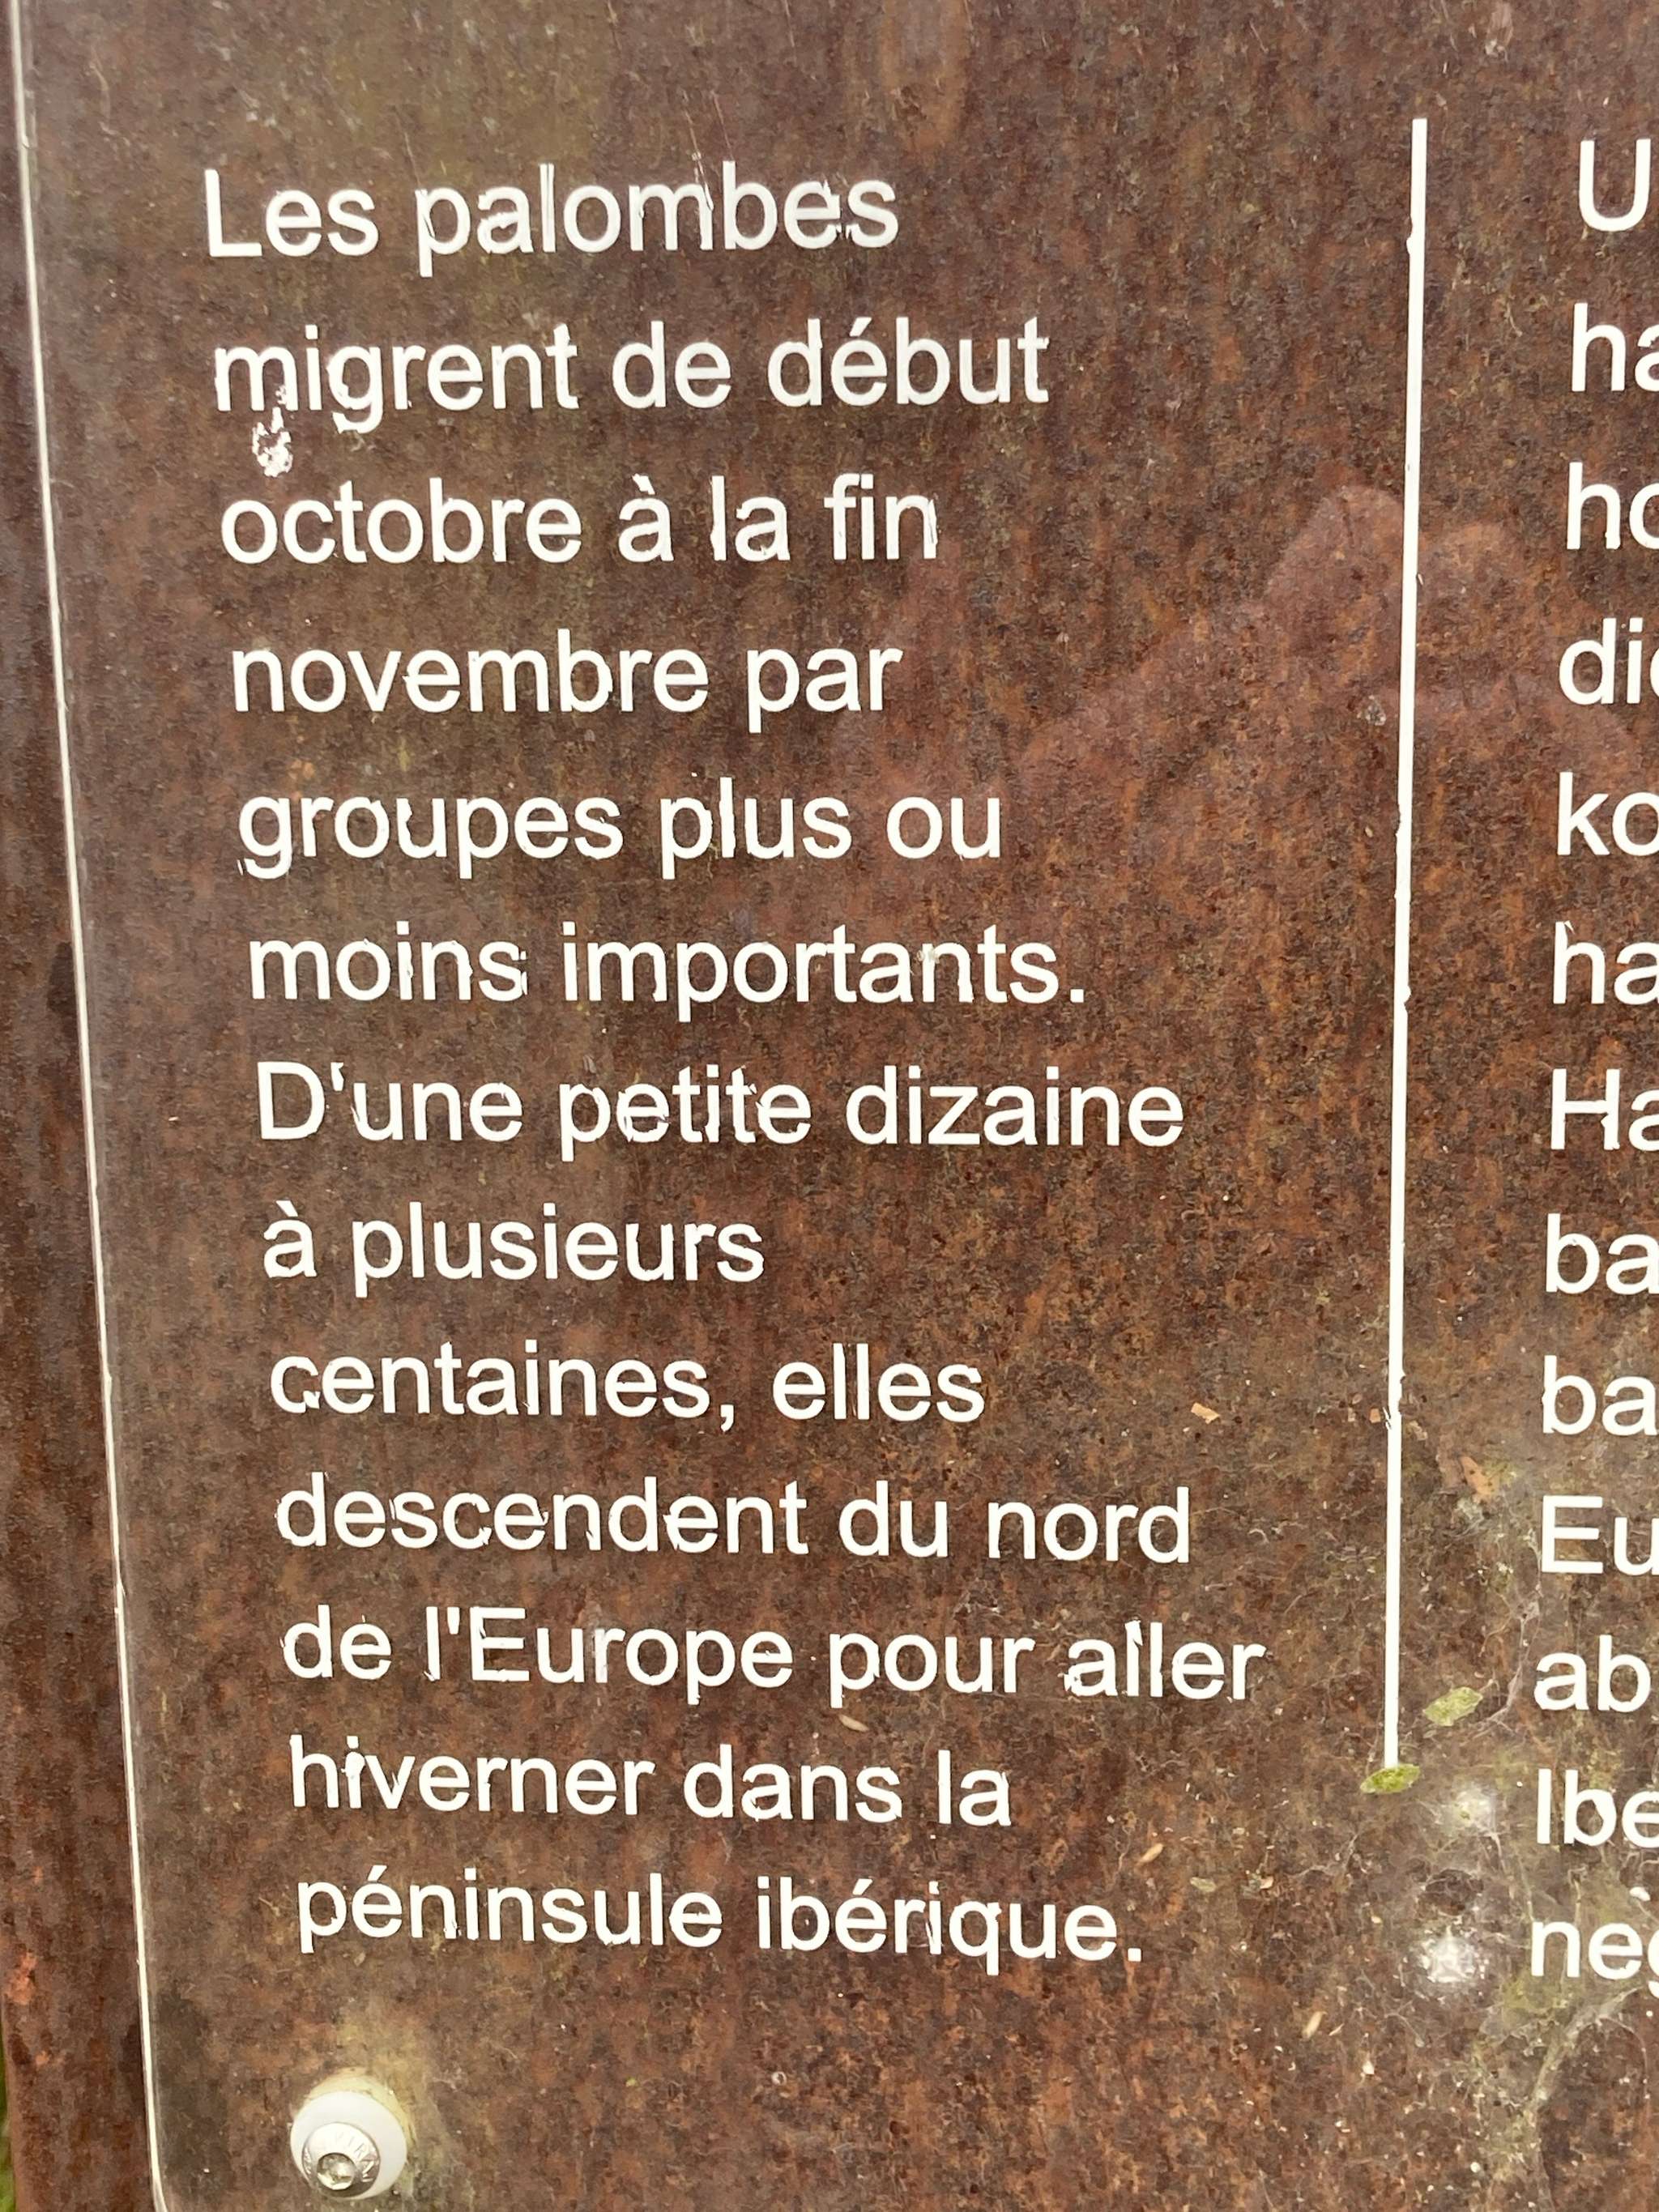 Les palombes
migrent de début
octobre à la fin
novembre par
groupes plus ou
moins importants.
D'une petite dizaine
à plusieurs
centaines, elles
descendent du nord
de l'Europe pour aller
hiverner dans la
péninsule ibérique.